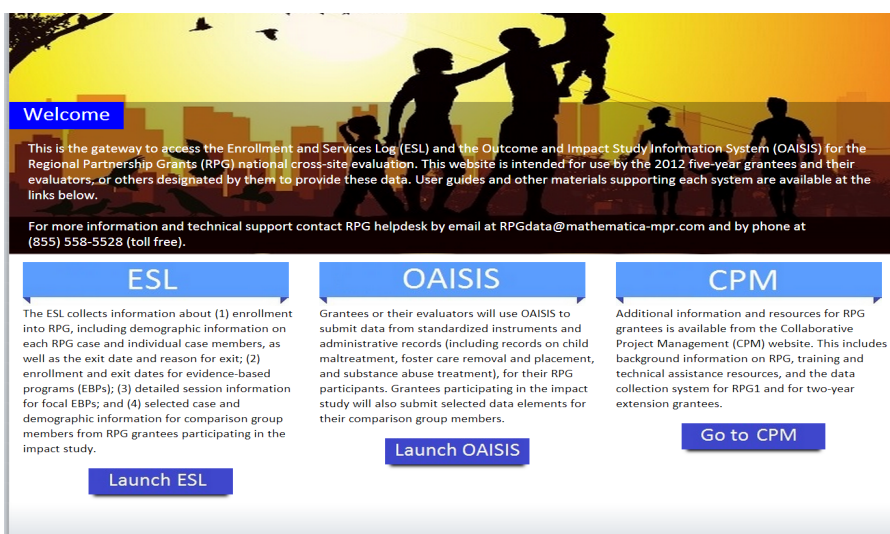 Welcome
This is the gateway to access the Enrollment and Services Log (ESL) and the Outcome and Impact Study Information System (OAISIS) for the
Regional Partnership Grants (RPG) national cross-site evaluation. This website is intended for use by the 2012 five-year grantees and their
evaluators, or others designated by them to provide these data. User guides and other materials supporting each system are available at the
links below.
For more information and technical support contact RPG helpdesk by email at RPGdata@mathematica-mpr.com and by phone at
(855) 558-5528 (toll free).
ESL
The ESL collects information about (1) enrollment
into RPG, including demographic information on
each RPG case and individual case members, as
well as the exit date and reason for exit; (2)
enrollment and exit dates for evidence-based
programs (EBPs); (3) detailed session information
for focal EBPs; and (4) selected case and
demographic information for comparison group
members from RPG grantees participating in the
impact study.
Launch ESL
OAISIS
Grantees or their evaluators will use OAISIS to
submit data from standardized instruments and
administrative records (including records on child
maltreatment, foster care removal and placement,
and substance abuse treatment), for their RPG
participants. Grantees participating in the impact
study will also submit selected data elements for
their comparison group members.
Launch OAISIS
CPM
Additional information and resources for RPG
grantees is available from the Collaborative
Project Management (CPM) website. This includes
background information on RPG, training and
technical assistance resources, and the data
collection system for RPG1 and for two-year
extension grantees.
Go to CPM